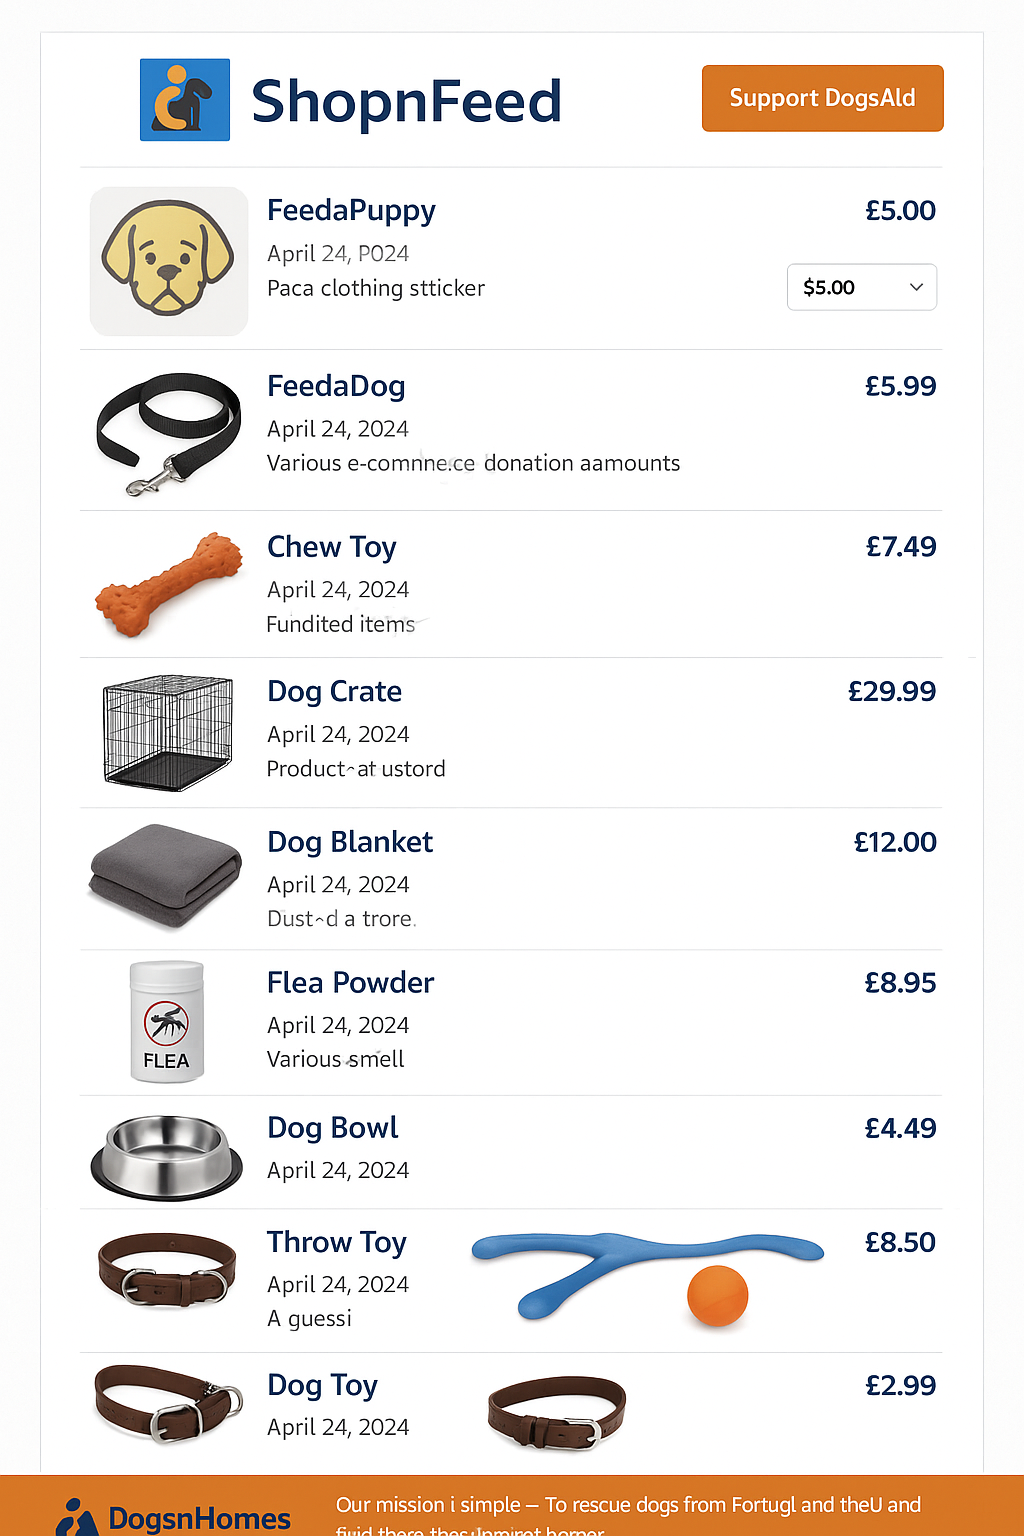 ShopnFeed
Support DogsAld
FeedaPuppy
£5.00
April 24, P024
Paca clothing stticker
$5.00
FeedaDog
£5.99
April 24, 2024
Various e-comnnece donation aamounts
Chew Toy
£7.49
April 24, 2024
Fundited items
Dog Crate
£29.99
April 24, 2024
Product at ustord
Dog Blanket
£12.00
April 24, 2024
Dust d a trore.
Flea Powder
£8.95
April 24, 2024
Various smell
FLEA
Dog Bowl
£4.49
April 24, 2024
Throw Toy
£8.50
April 24, 2024
A guessi
Dog Toy
£2.99
April 24, 2024
DogsnHomes
Our mission i simple – To rescue dogs from Fortugl and theU and
there